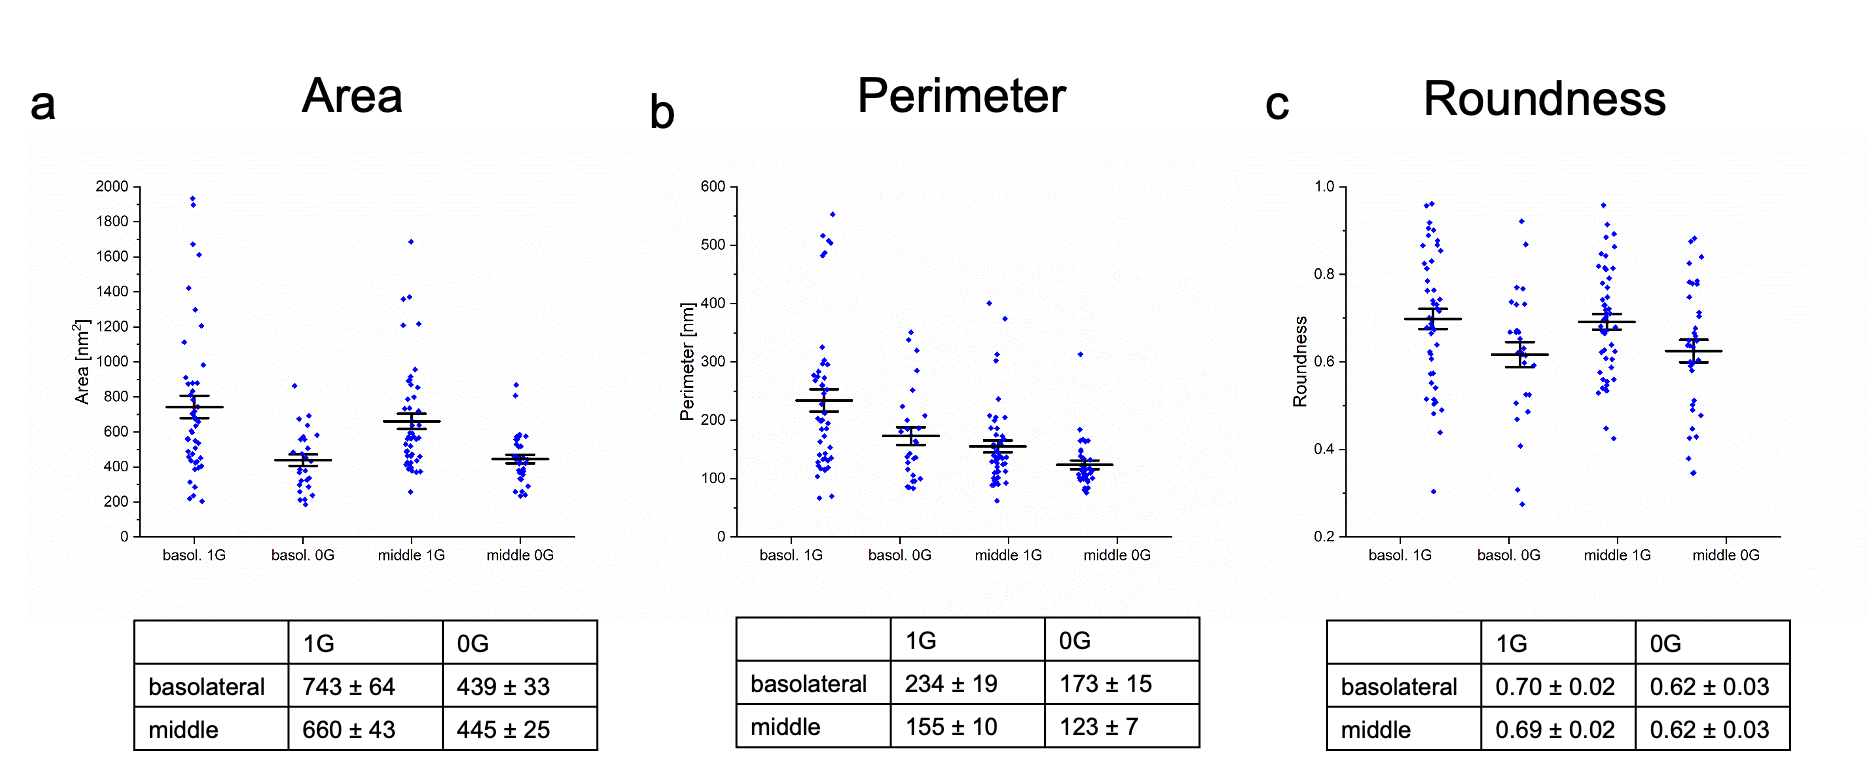 a
Area
2000
1800
1600
1400
1200
1000
800
600
400
200
0
Area [nm²]
basol. 1G
basol. 0G
middle 1G
middle 0G
1G 0G
basolateral 743 ± 64 439 ± 33
middle 660 ± 43 445 ± 25
b
Perimeter
600
500
400
300
200
100
0
Perimeter [nm]
basol. 1G
basol. 0G
middle 1G
middle 0G
1G 0G
basolateral 234 ± 19 173 ± 15
middle 155 ± 10 123 ± 7
c
Roundness
1.0
0.8
0.6
0.4
0.2
Roundness
basol. 1G
basol. 0G
middle 1G
middle 0G
1G 0G
basolateral 0.70 ± 0.02 0.62 ± 0.03
middle 0.69 ± 0.02 0.62 ± 0.03